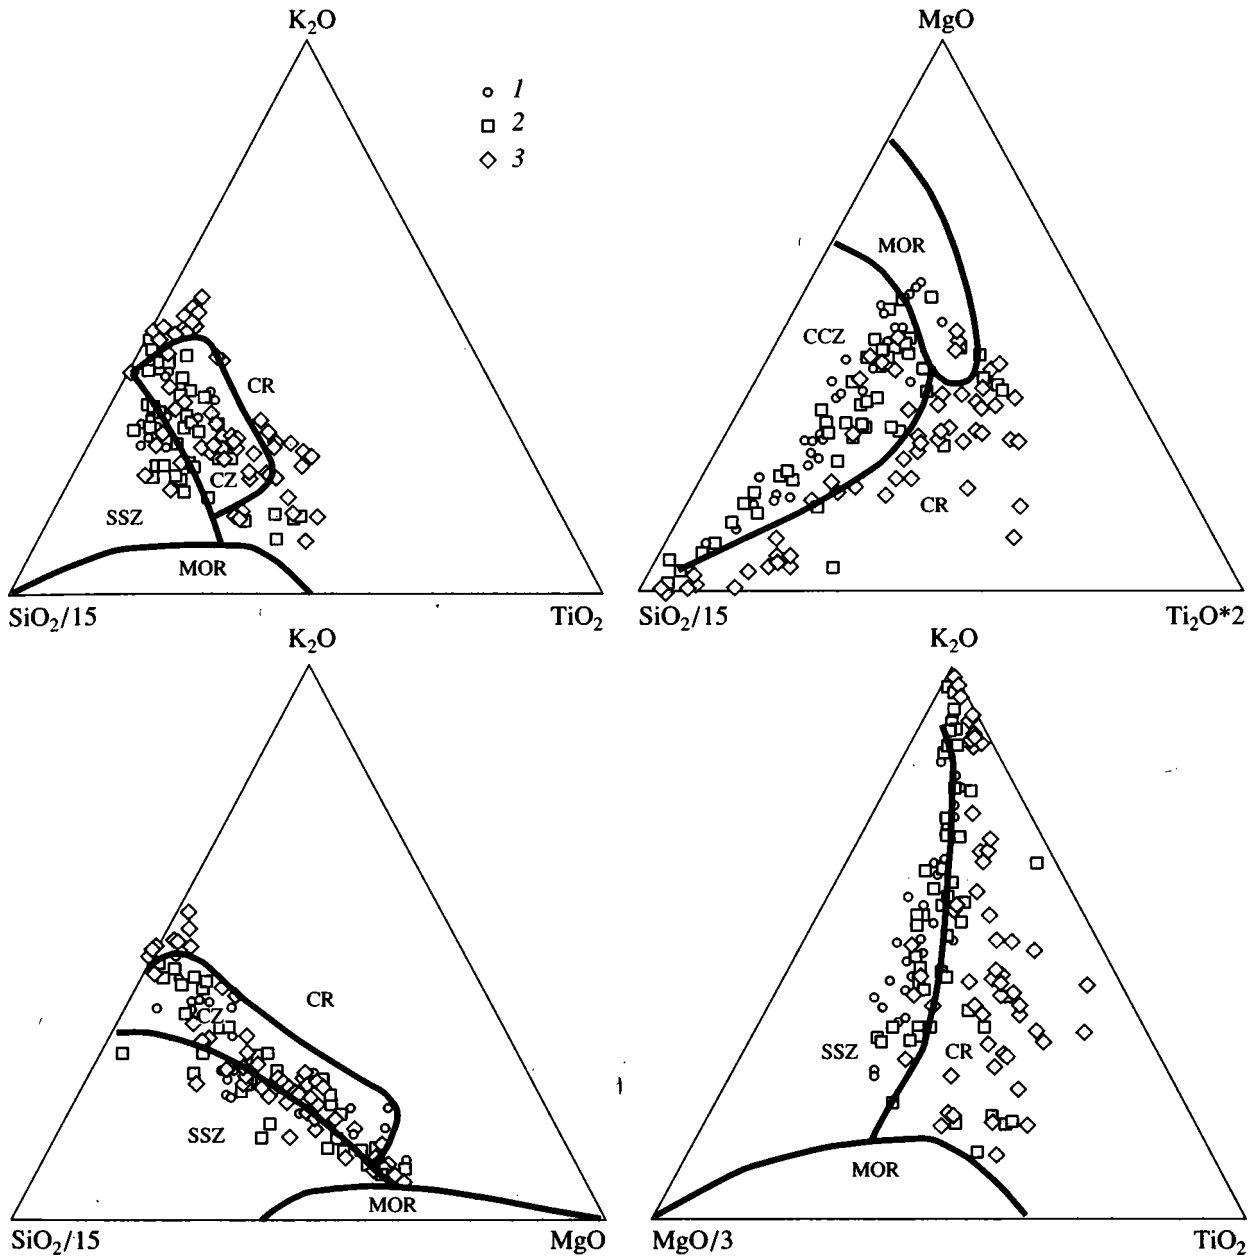 K₂O
1
2
3
CR
CZ
SSZ
MOR
SiO₂/15 TiO₂
MgO
MOR
CCZ
CR
SiO₂/15 Ti₂O*2
K₂O
CR
CZ
SSZ
MOR
SiO₂/15 MgO
K₂O
SSZ CR
MOR
MgO/3 TiO₂